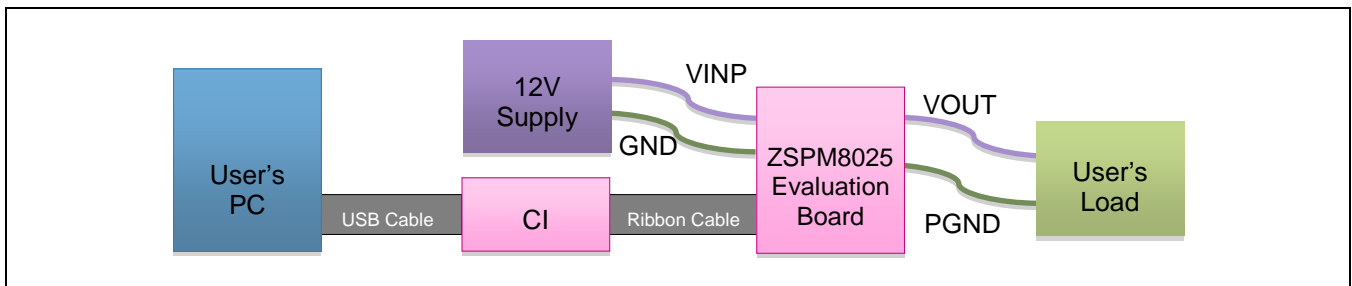 User's
PC
USB Cable
12V
Supply
CI
VINP
GND
Ribbon Cable
ZSPM8025
Evaluation
Board
VOUT
PGND
User's
Load